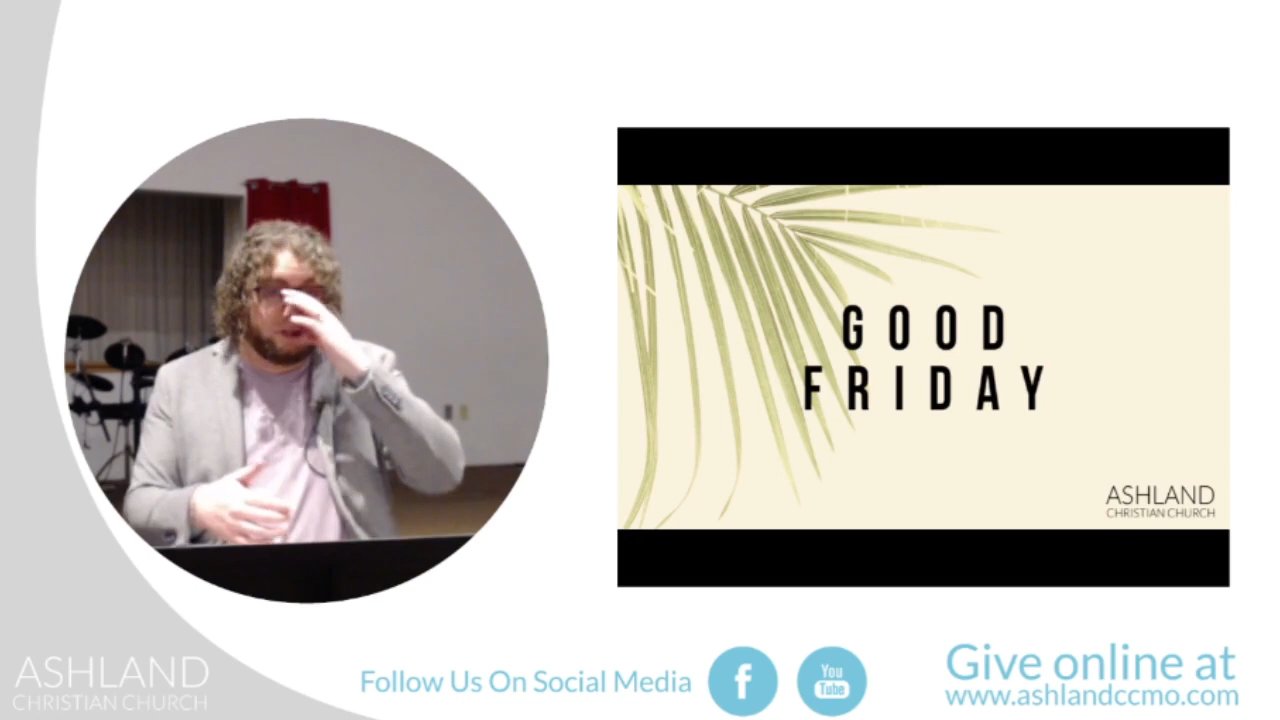 GOOD
FRIDAY
ASHLAND
CHRISTIAN CHURCH
ASHLAND
CHRISTIAN CHURCH
Follow Us On Social Media
f
You
Tube
Give online at
www.ashlandccmo.com